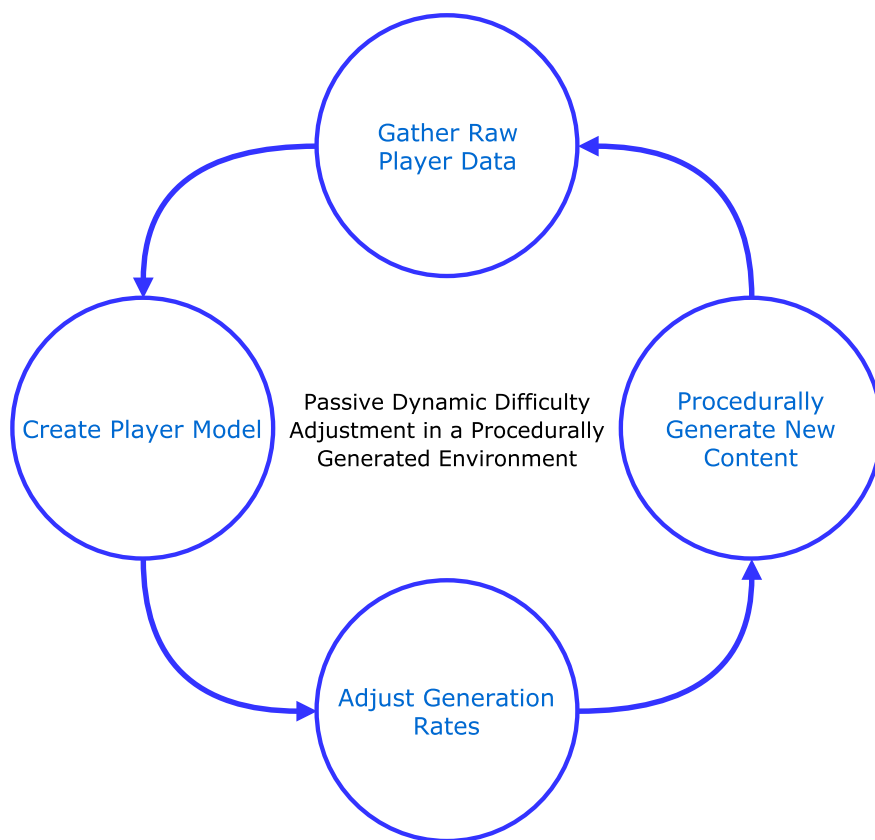 Gather Raw
Player Data
Create Player Model
Passive Dynamic Difficulty
Adjustment in a Procedurally
Generated Environment
Procedurally
Generate New
Content
Adjust Generation
Rates